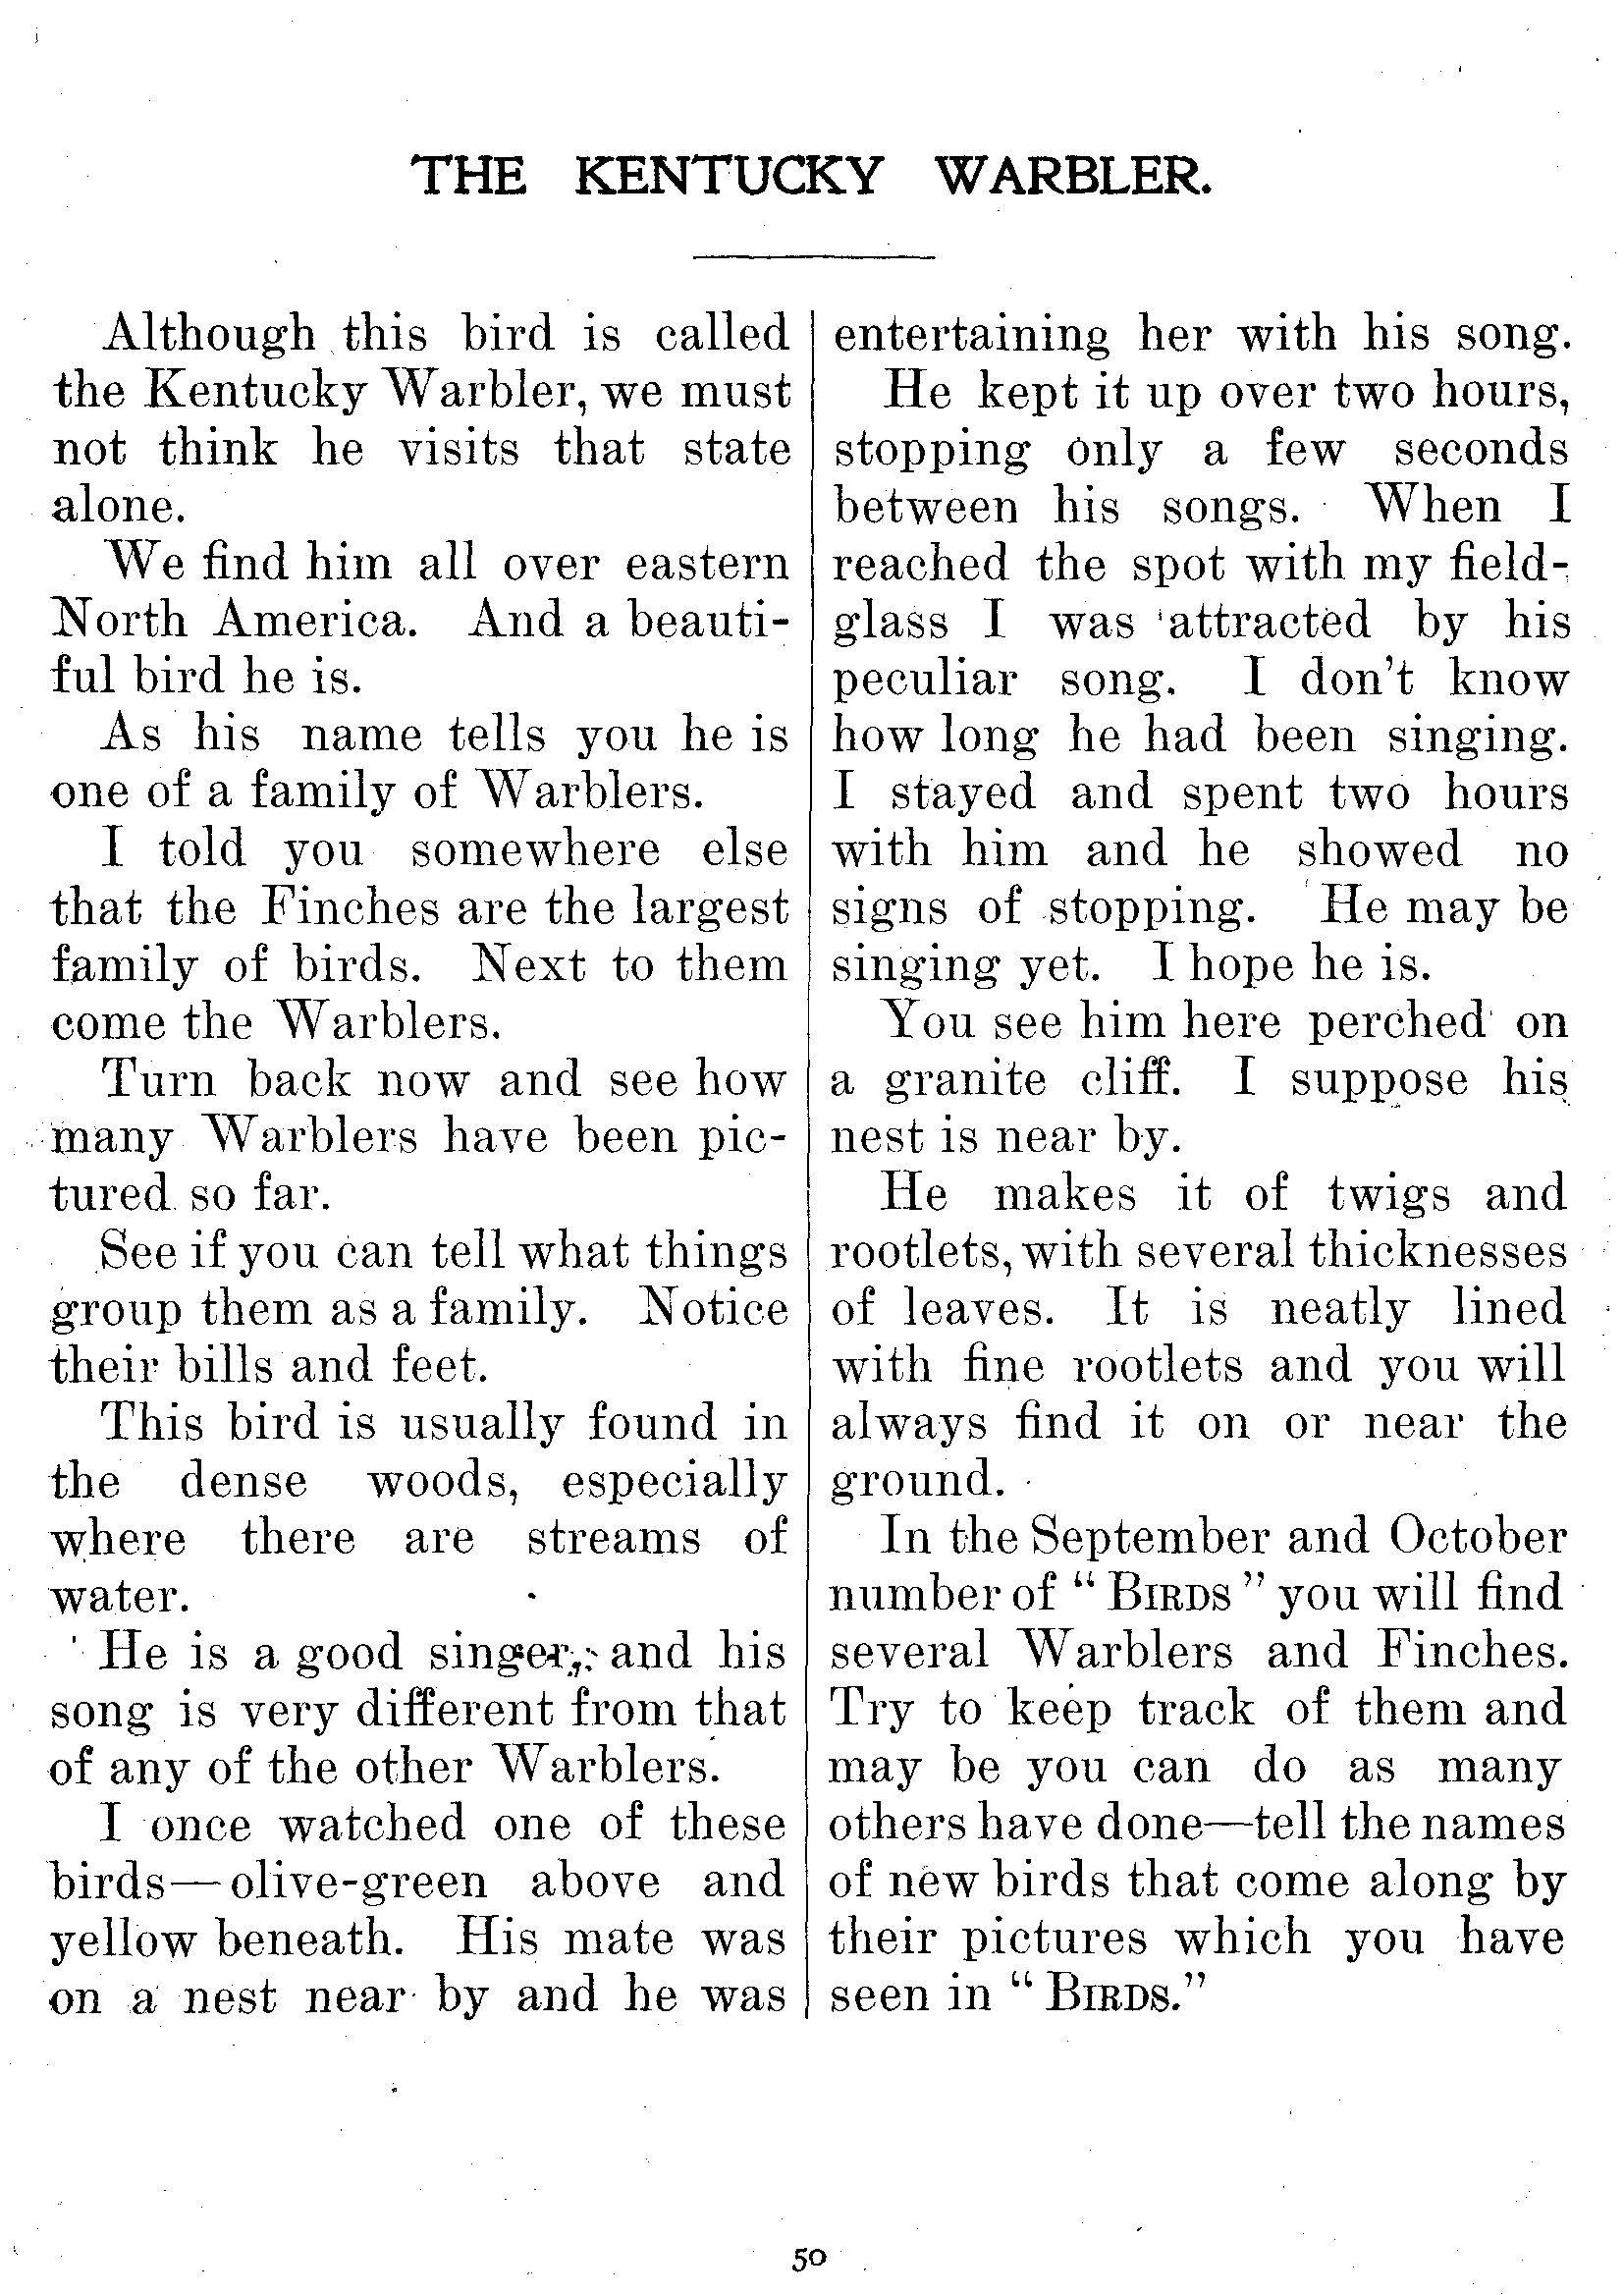 THE KENTUCKY WARBLER.
Although this bird is called
the Kentucky Warbler, we must
not think he visits that state
alone.
We find him all over eastern
North America. And a beauti-
ful bird he is.
As his name tells you he is
one of a family of Warblers.
I told you somewhere else
that the Finches are the largest
family of birds. Next to them
come the Warblers.
Turn back now and see how
many Warblers have been pic-
tured so far.
See if you can tell what things
group them as a family. Notice
their bills and feet.
This bird is usually found in
the dense woods, especially
where there are streams of
water.
He is a good singer, and his
song is very different from that
of any of the other Warblers.
I once watched one of these
birds—olive-green above and
yellow beneath. His mate was
on a nest near by and he was
entertaining her with his song.
He kept it up over two hours,
stopping only a few seconds
between his songs. When I
reached the spot with my field-
glass I was attracted by his
peculiar song. I don't know
how long he had been singing.
I stayed and spent two hours
with him and he showed no
signs of stopping. He may be
singing yet. I hope he is.
You see him here perched on
a granite cliff. I suppose his
nest is near by.
He makes it of twigs and
rootlets, with several thicknesses
of leaves. It is neatly lined
with fine rootlets and you will
always find it on or near the
ground.
In the September and October
number of "BIRDS" you will find
several Warblers and Finches.
Try to keep track of them and
may be you can do as many
others have done—tell the names
of new birds that come along by
their pictures which you have
seen in "BIRDS."
50